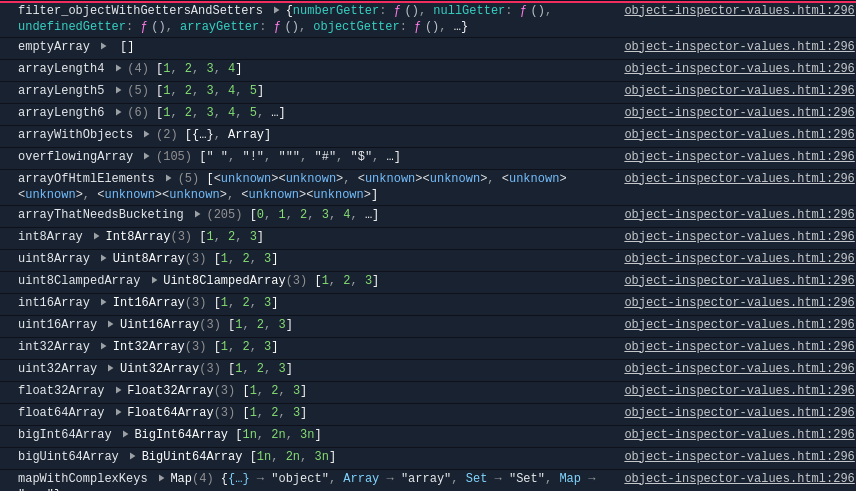 filter_objectWithGettersAndSetters ▶ {numberGetter: ƒ (), nullGetter: ƒ (), object-inspector-values.html:296
undefinedGetter: ƒ (), arrayGetter: ƒ (), objectGetter: ƒ (), …}
emptyArray ▶ [] object-inspector-values.html:296
arrayLength4 ▶ (4) [1, 2, 3, 4] object-inspector-values.html:296
arrayLength5 ▶ (5) [1, 2, 3, 4, 5] object-inspector-values.html:296
arrayLength6 ▶ (6) [1, 2, 3, 4, 5, …] object-inspector-values.html:296
arrayWithObjects ▶ (2) [{…}, Array] object-inspector-values.html:296
overflowingArray ▶ (105) [" ", "!", """, "#", "$", …] object-inspector-values.html:296
arrayOfHtmlElements ▶ (5) [<unknown><unknown>, <unknown><unknown>, <unknown> object-inspector-values.html:296
<unknown>, <unknown><unknown>, <unknown><unknown>]
arrayThatNeedsBucketing ▶ (205) [0, 1, 2, 3, 4, …] object-inspector-values.html:296
int8Array ▶ Int8Array(3) [1, 2, 3] object-inspector-values.html:296
uint8Array ▶ Uint8Array(3) [1, 2, 3] object-inspector-values.html:296
uint8ClampedArray ▶ Uint8ClampedArray(3) [1, 2, 3] object-inspector-values.html:296
int16Array ▶ Int16Array(3) [1, 2, 3] object-inspector-values.html:296
uint16Array ▶ Uint16Array(3) [1, 2, 3] object-inspector-values.html:296
int32Array ▶ Int32Array(3) [1, 2, 3] object-inspector-values.html:296
uint32Array ▶ Uint32Array(3) [1, 2, 3] object-inspector-values.html:296
float32Array ▶ Float32Array(3) [1, 2, 3] object-inspector-values.html:296
float64Array ▶ Float64Array(3) [1, 2, 3] object-inspector-values.html:296
bigInt64Array ▶ BigInt64Array [1n, 2n, 3n] object-inspector-values.html:296
bigUint64Array ▶ BigUint64Array [1n, 2n, 3n] object-inspector-values.html:296
mapWithComplexKeys ▶ Map(4) {{…} → "object", Array → "array", Set → "Set", Map → object-inspector-values.html:296